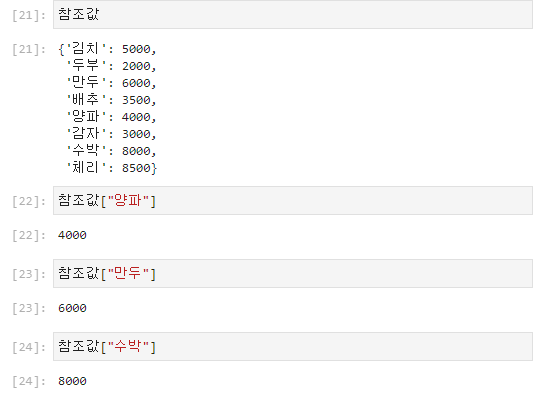 [21]: 참조값
[21]: {'김치': 5000,
'두부': 2000,
'만두': 6000,
'배추': 3500,
'양파': 4000,
'감자': 3000,
'수박': 8000,
'체리': 8500}
[22]: 참조값["양파"]
[22]: 4000
[23]: 참조값["만두"]
[23]: 6000
[24]: 참조값["수박"]
[24]: 8000